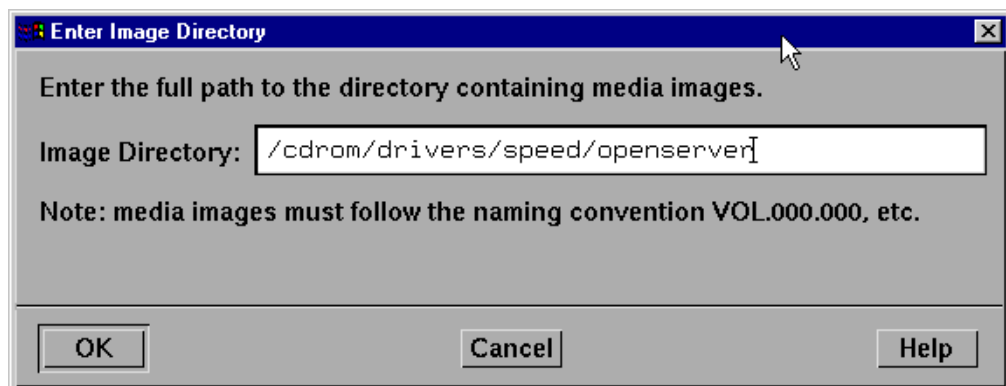 Enter Image Directory
Enter the full path to the directory containing media images.
Image Directory: /cdrom/drivers/speed/openserver
Note: media images must follow the naming convention VOL.000.000, etc.
OK Cancel Help